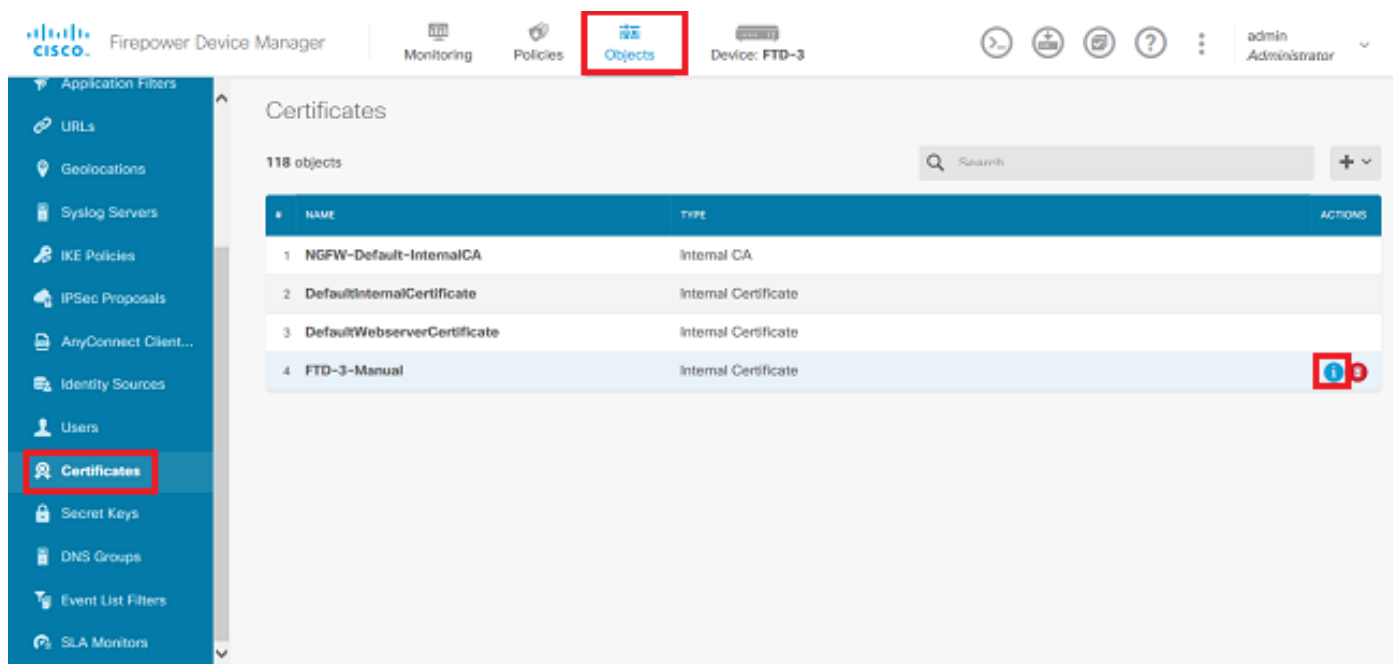 CISCO
Firepower Device Manager
Monitoring
Policies
Objects
Device: FTD-3
admin
Administrator
Application Filters
URLs
Geolocations
Syslog Servers
IKE Policies
IPSec Proposals
AnyConnect Client...
Identity Sources
Users
Certificates
Secret Keys
DNS Groups
Event List Filters
SLA Monitors
Certificates
118 objects
Search
# NAME TYPE ACTIONS
1 NGFW-Default-InternalCA Internal CA
2 DefaultInternalCertificate Internal Certificate
3 DefaultWebserverCertificate Internal Certificate
4 FTD-3-Manual Internal Certificate